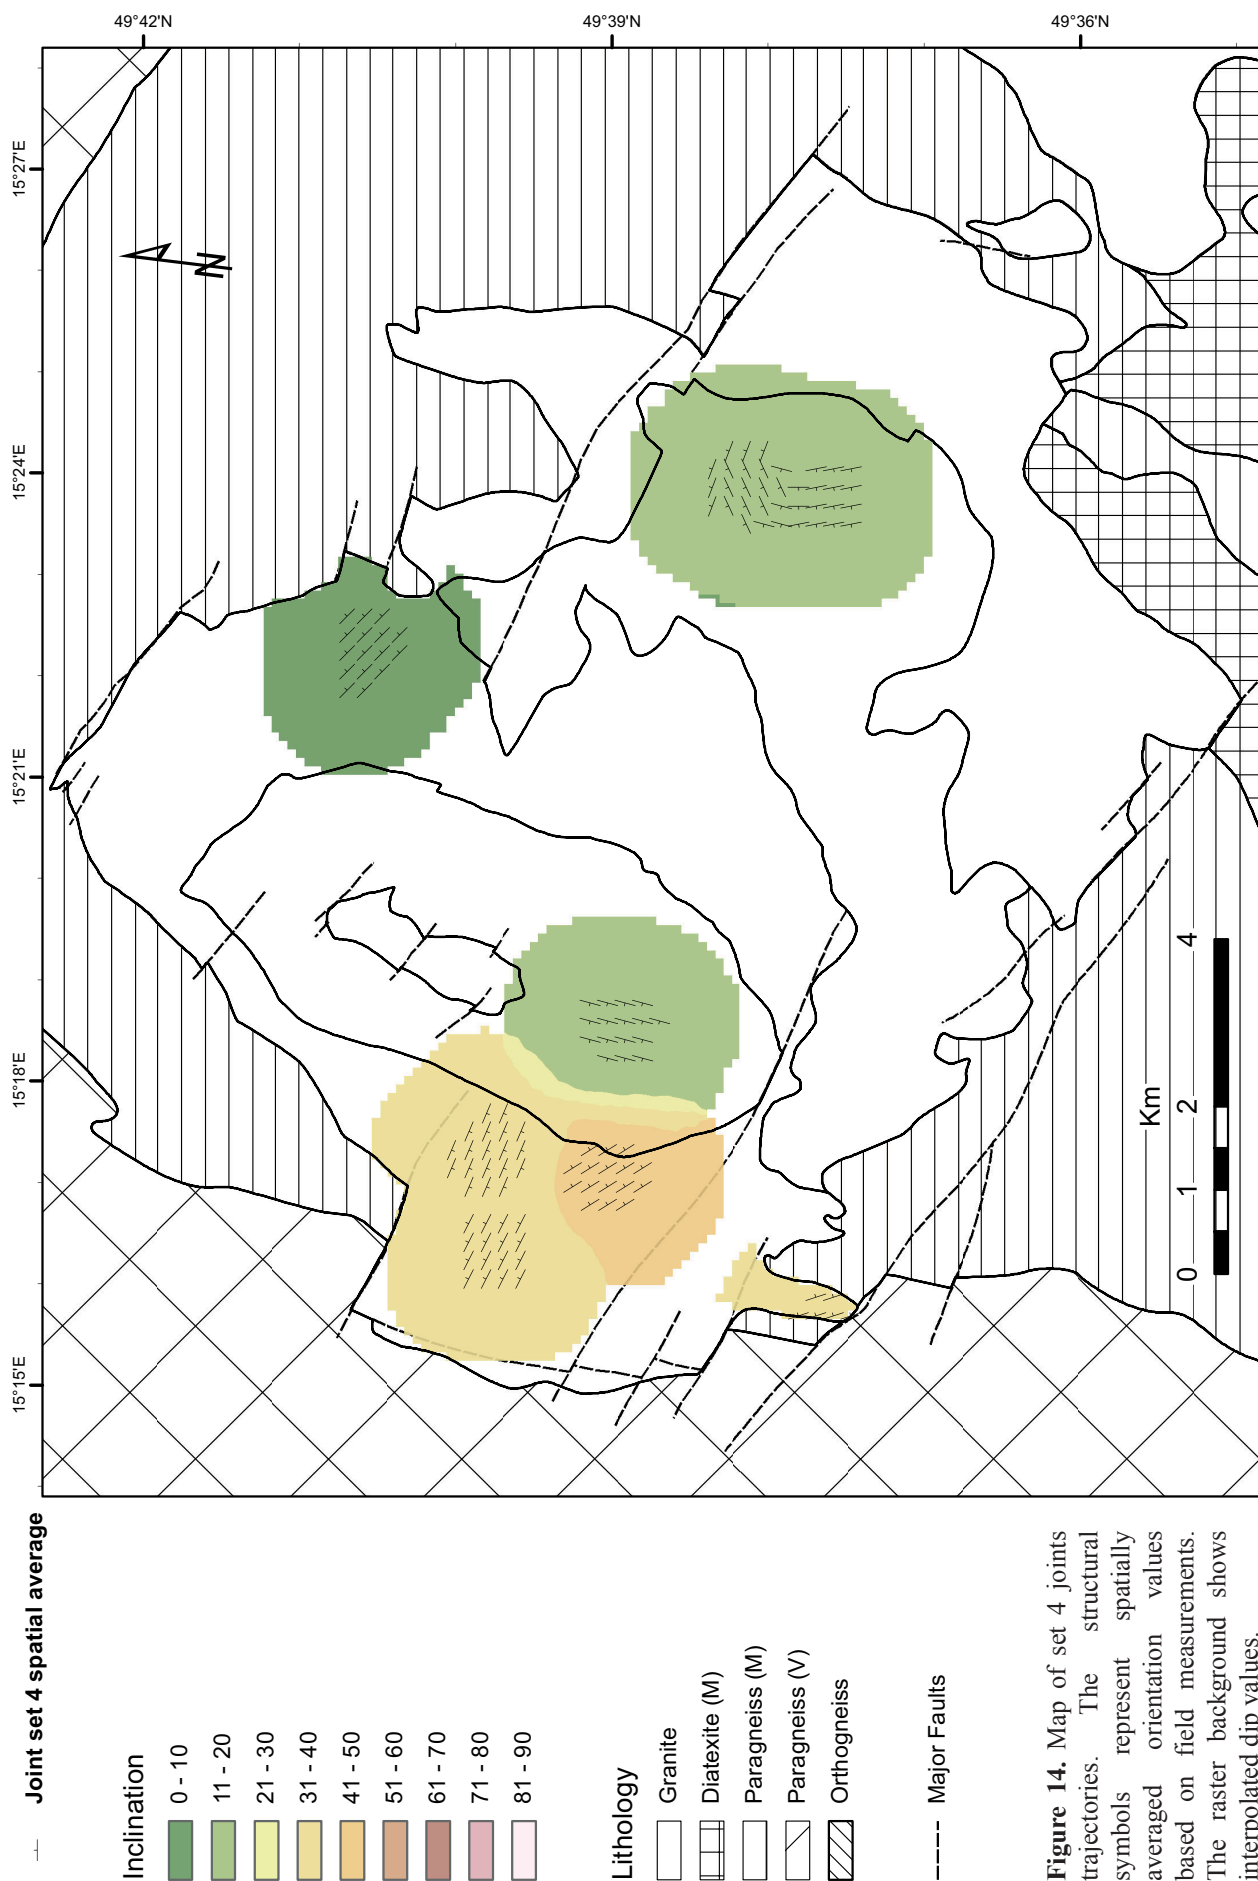 49°42'N
49°39'N
49°36'N
15°27'E
15°24'E
15°21'E
15°18'E
15°15'E
N
Km
0 1 2 4
Joint set 4 spatial average
Inclination
0 - 10
11 - 20
21 - 30
31 - 40
41 - 50
51 - 60
61 - 70
71 - 80
81 - 90
Lithology
Granite
Diatexite (M)
Paragneiss (M)
Paragneiss (V)
Orthogneiss
Major Faults
Figure 14. Map of set 4 joints
trajectories. The structural
symbols represent spatially
averaged orientation values
based on field measurements.
The raster background shows
interpolated dip values.